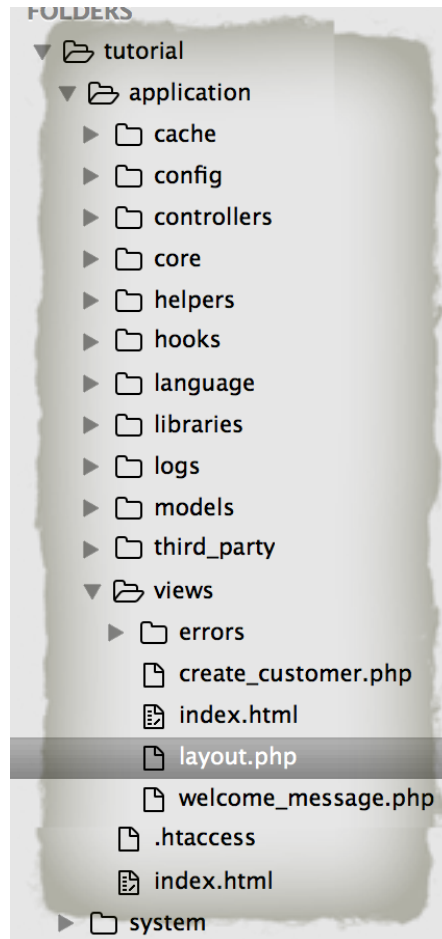 FOLDERS
tutorial
application
cache
config
controllers
core
helpers
hooks
language
libraries
logs
models
third_party
views
errors
create_customer.php
index.html
layout.php
welcome_message.php
.htaccess
index.html
system